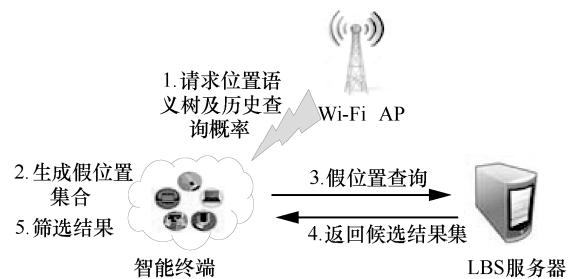 1.请求位置语
义树及历史查
询概率
Wi-Fi AP
2.生成假位置
集合
5.筛选结果
3.假位置查询
4.返回候选结果集
智能终端
LBS服务器